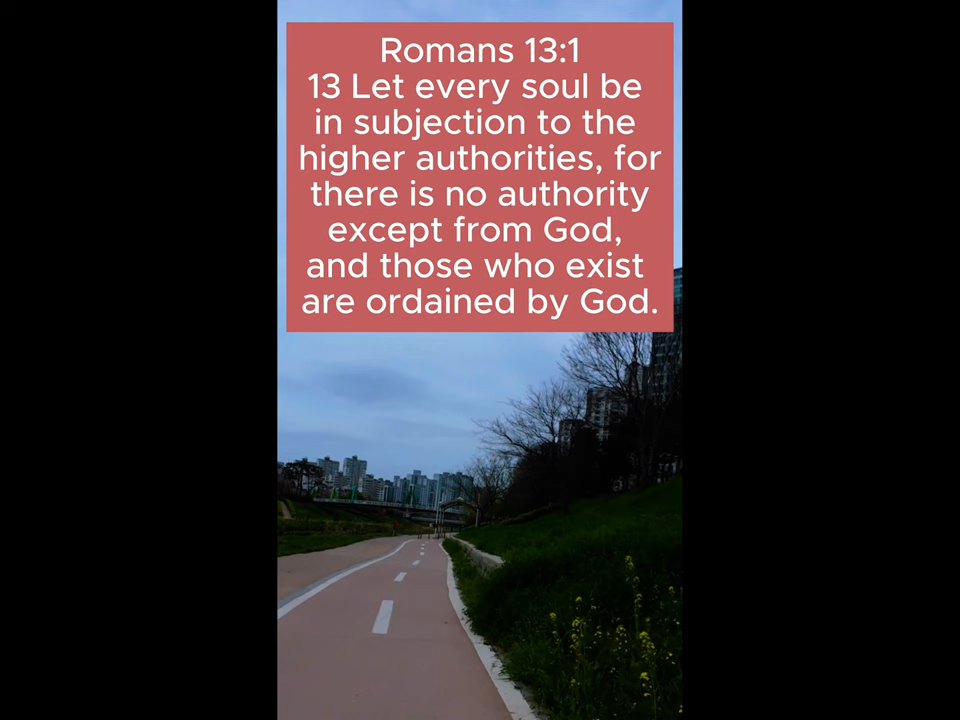 Romans 13:1
13 Let every soul be
in subjection to the
higher authorities, for
there is no authority
except from God,
and those who exist
are ordained by God.